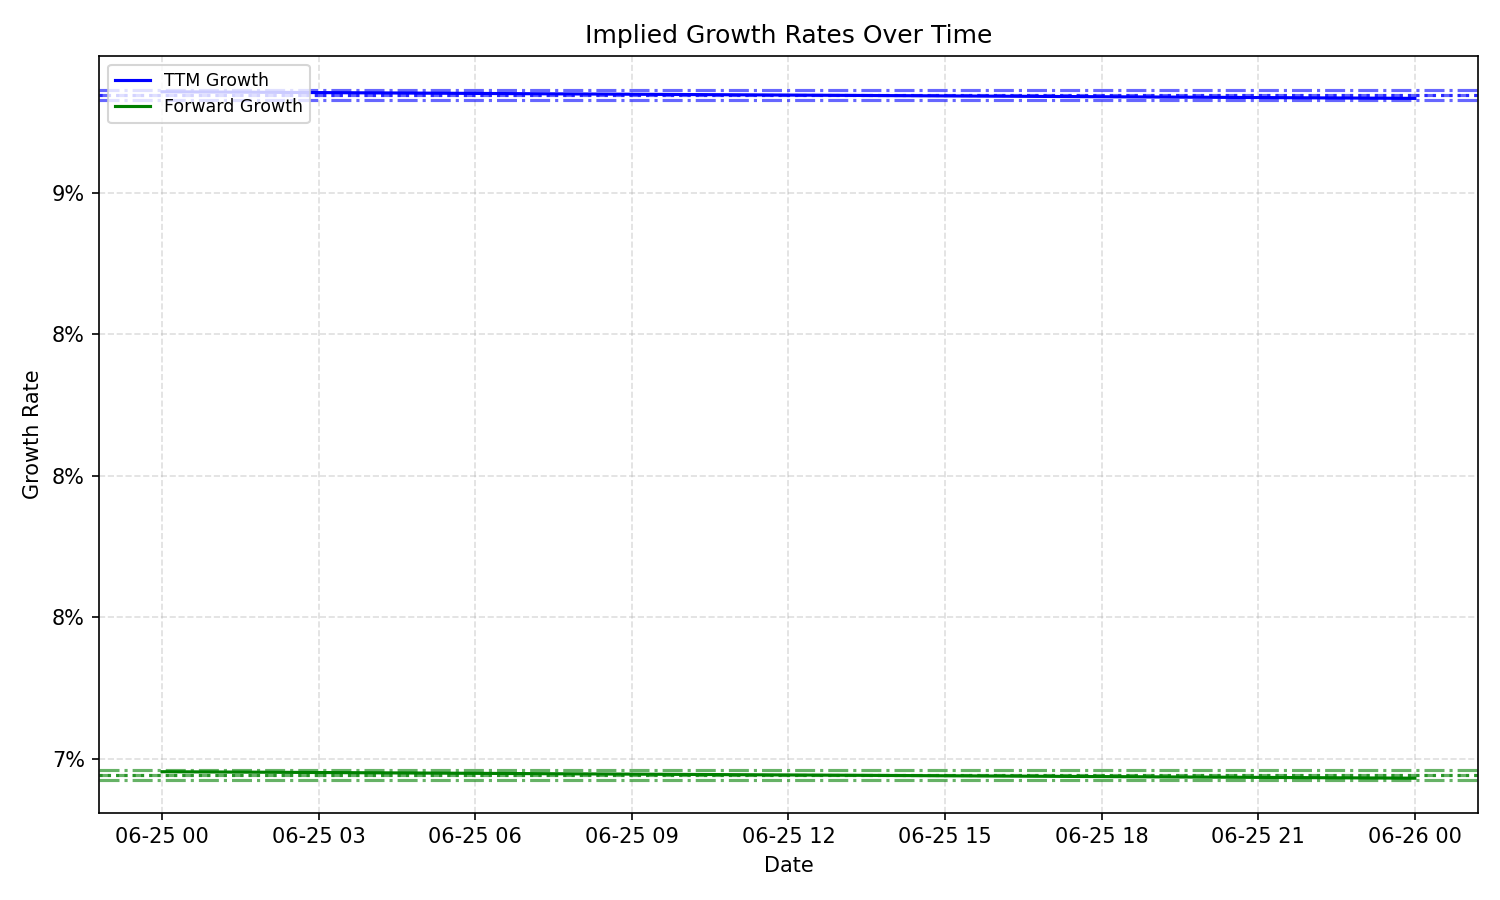 Implied Growth Rates Over Time
TTM Growth
Forward Growth
9%
8%
8%
8%
7%
Growth Rate
06-25 00 06-25 03 06-25 06 06-25 09 06-25 12 06-25 15 06-25 18 06-25 21 06-26 00
Date